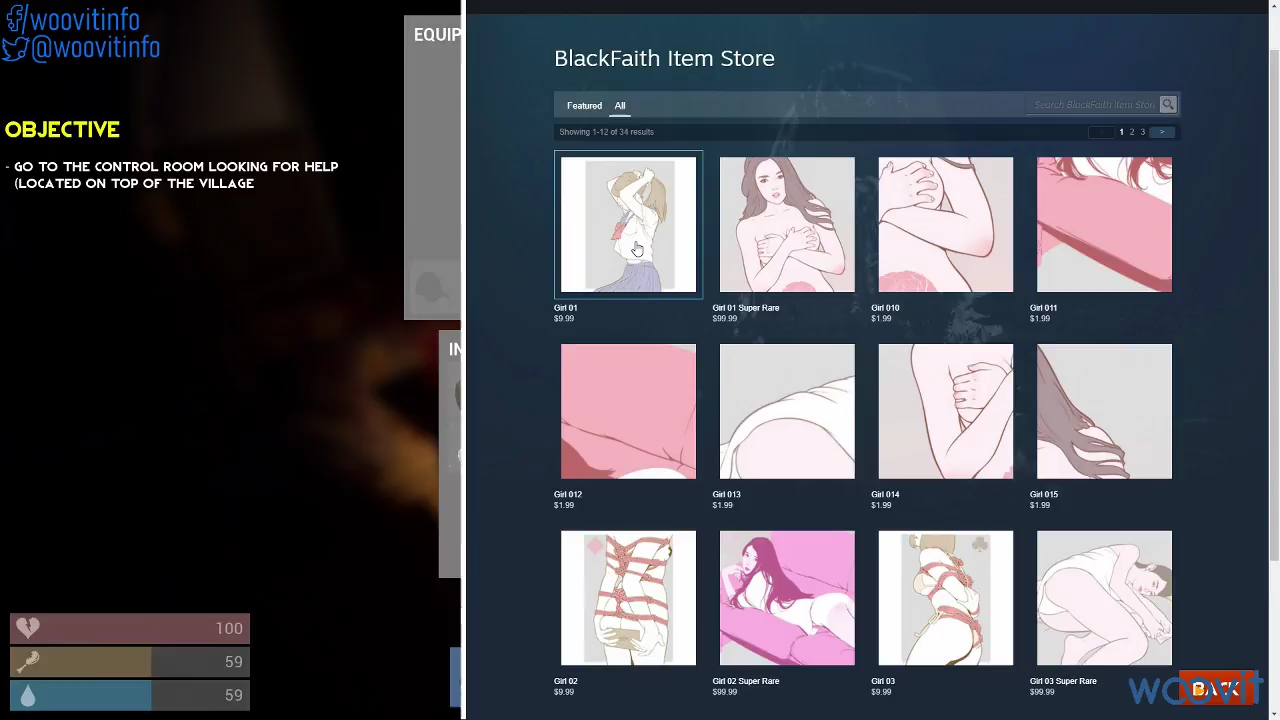 /woovitinfo
@woovitinfo
OBJECTIVE
- GO TO THE CONTROL ROOM LOOKING FOR HELP
(LOCATED ON TOP OF THE VILLAGE
100
59
59
EQUIP
IN
BlackFaith Item Store
Featured All
Search BlackFaith Item Store
Showing 1-12 of 34 results
1 2 3 >
Girl 01
$9.99
Girl 01 Super Rare
$99.99
Girl 010
$1.99
Girl 011
$1.99
Girl 012
$1.99
Girl 013
$1.99
Girl 014
$1.99
Girl 015
$1.99
Girl 02
$9.99
Girl 02 Super Rare
$99.99
Girl 03
$9.99
Girl 03 Super Rare
$99.99
BACK
woovit